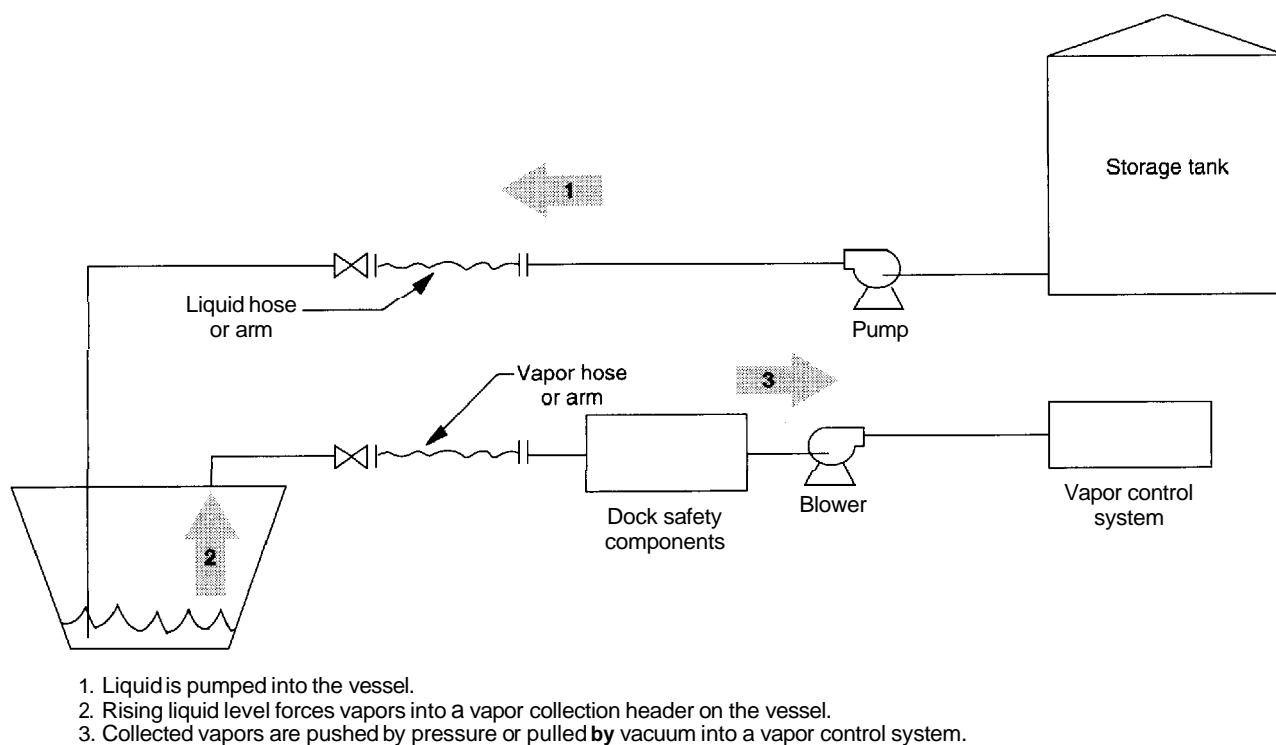 Storage tank
1
Liquid hose
or arm
Pump
Vapor hose
or arm
3
Dock safety
components
Blower
Vapor control
system
2
1. Liquid is pumped into the vessel.
2. Rising liquid level forces vapors into a vapor collection header on the vessel.
3. Collected vapors are pushed by pressure or pulled by vacuum into a vapor control system.